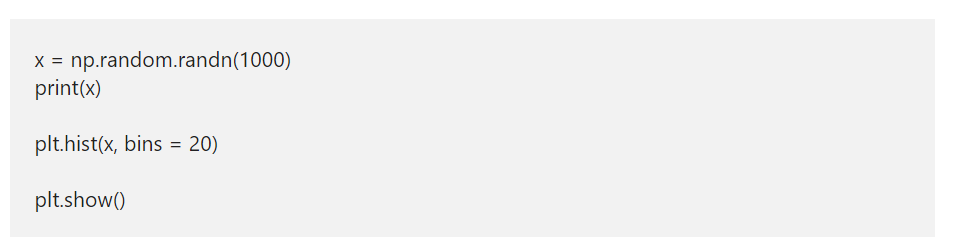 x = np.random.randn(1000)
print(x)
plt.hist(x, bins = 20)
plt.show()